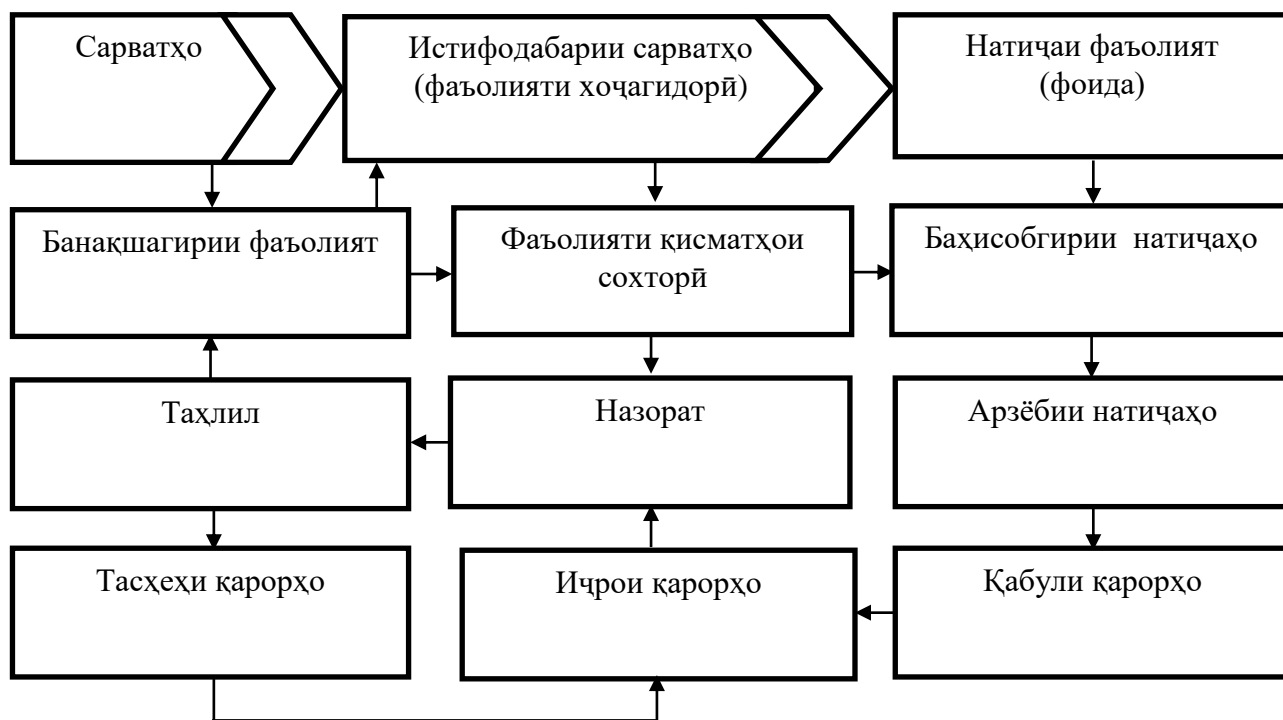 Сарватҳо
Истифодабарии сарватҳо
(фаъолияти хоҷагидорӣ)
Натиҷаи фаъолият
(фоида)
Банақшагирии фаъолият
Фаъолияти қисматҳои
сохторӣ
Баҳисобгирии натиҷаҳо
Таҳлил
Назорат
Арзёбии натиҷаҳо
Тасҳеҳи қарорҳо
Иҷрои қарорҳо
Қабули қарорҳо